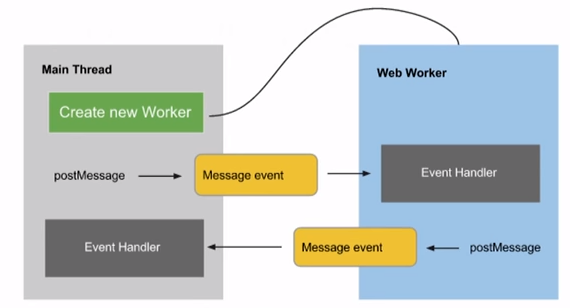 Main Thread
Web Worker
Create new Worker
postMessage
Message event
Event Handler
Event Handler
Message event
postMessage